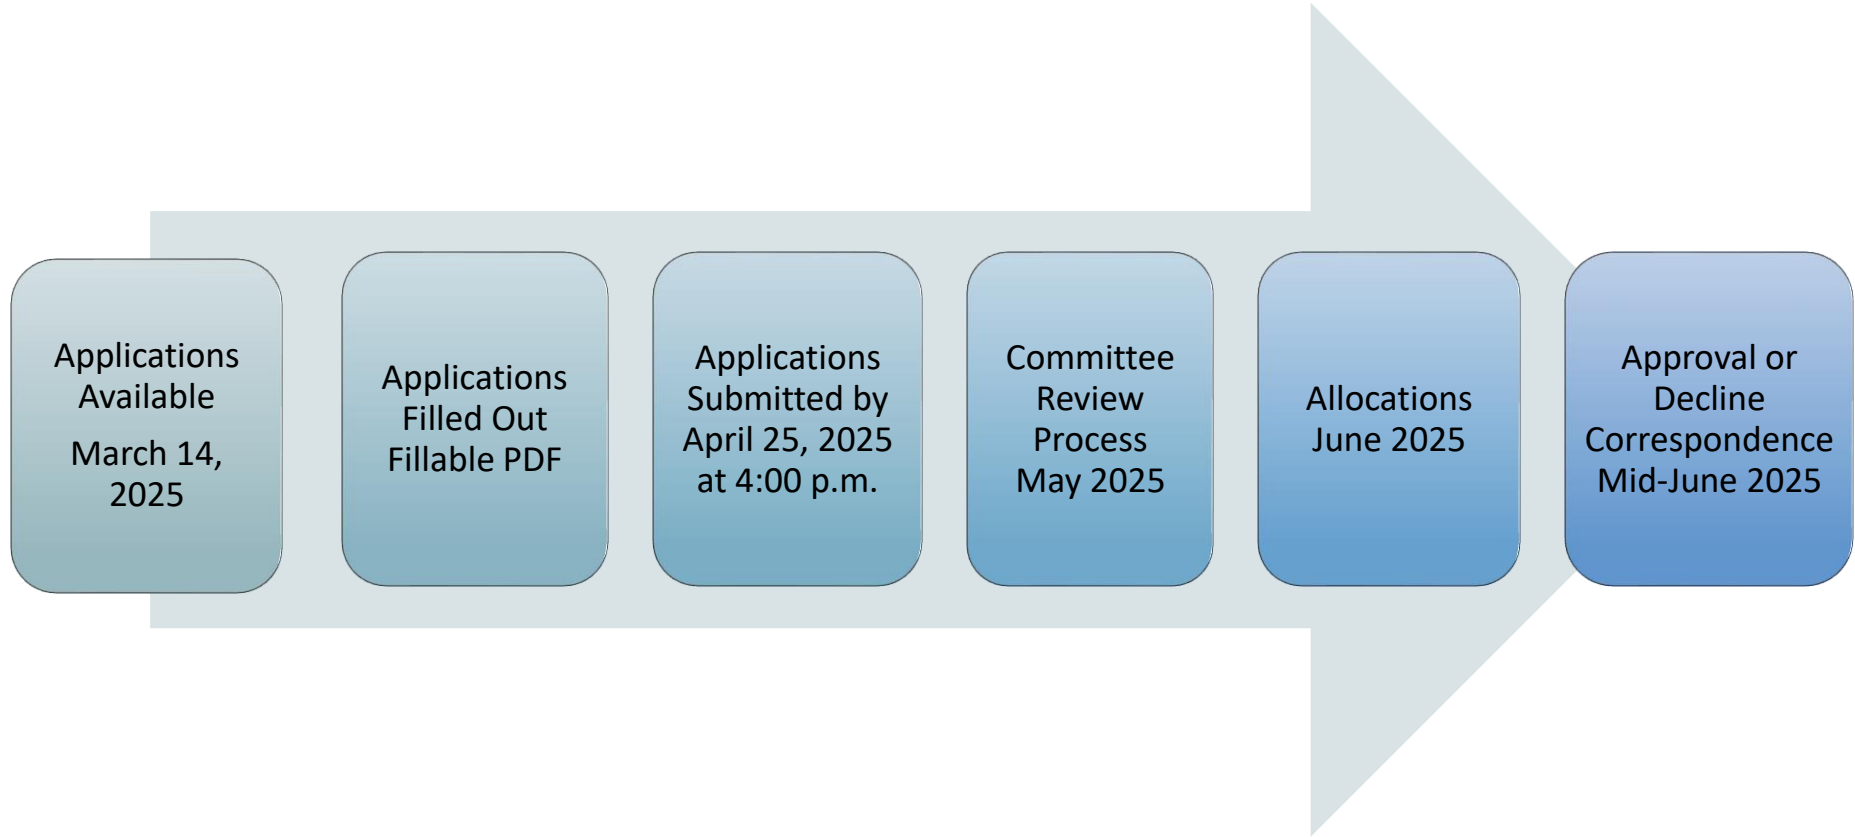 Applications
Available
March 14,
2025
Applications
Filled Out
Fillable PDF
Applications
Submitted by
April 25, 2025
at 4:00 p.m.
Committee
Review
Process
May 2025
Allocations
June 2025
Approval or
Decline
Correspondence
Mid-June 2025